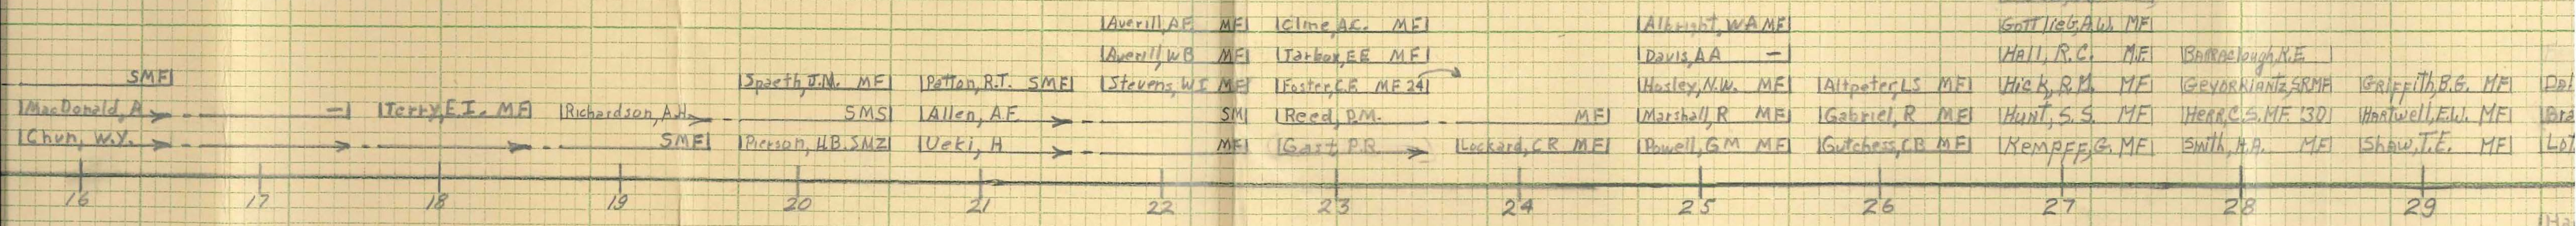 Averill, A.F. MF Cline, A.C. MF Albright, W A MF Gottlieb, A.W. MF
Averill, W B MF Tarbox, E E MF Davis, A A — Hall, R.C. MF Barraclough, K.E
SMF Spaeth, J.N. MF Patton, R.T. SMF Stevens, W I MF Foster, C.F. MF 24 Hosley, N.W. MF Altpeter, L S MF Hick, R.M. MF Gevorkiantz, S R MF Griffith, B.G. MF
MacDonald, A — Terry, E.I. MF Richardson, A.H. SMS Allen, A F SM Reed, P.M. MF Marshall, R MF Gabriel, R MF Hunt, S.S. MF Herr, C.S. MF '30 Hartwell, E.W. MF Bra
Chun, W.Y. SMF Pierson, H.B. SMZ Ueki, H MF Gast P.R. Lockard, C R MF Powell, G M MF Gutchess, C B MF Kempff, G. MF Smith, H.A. MF Shaw, T.E. MF Lot
16 17 18 19 20 21 22 23 24 25 26 27 28 29